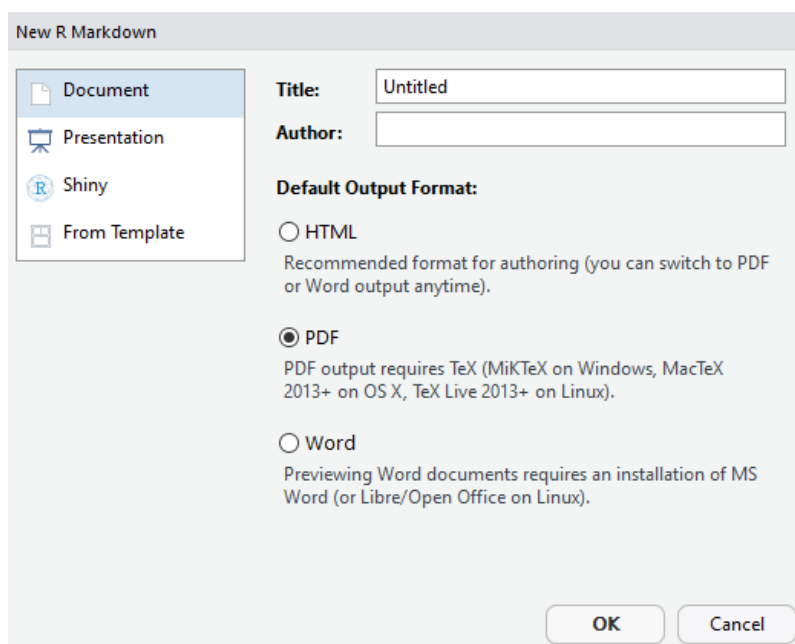 New R Markdown
Document
Presentation
Shiny
From Template
Title: Untitled
Author:
Default Output Format:
HTML
Recommended format for authoring (you can switch to PDF
or Word output anytime).
PDF
PDF output requires TeX (MiKTeX on Windows, MacTeX
2013+ on OS X, TeX Live 2013+ on Linux).
Word
Previewing Word documents requires an installation of MS
Word (or Libre/Open Office on Linux).
OK Cancel